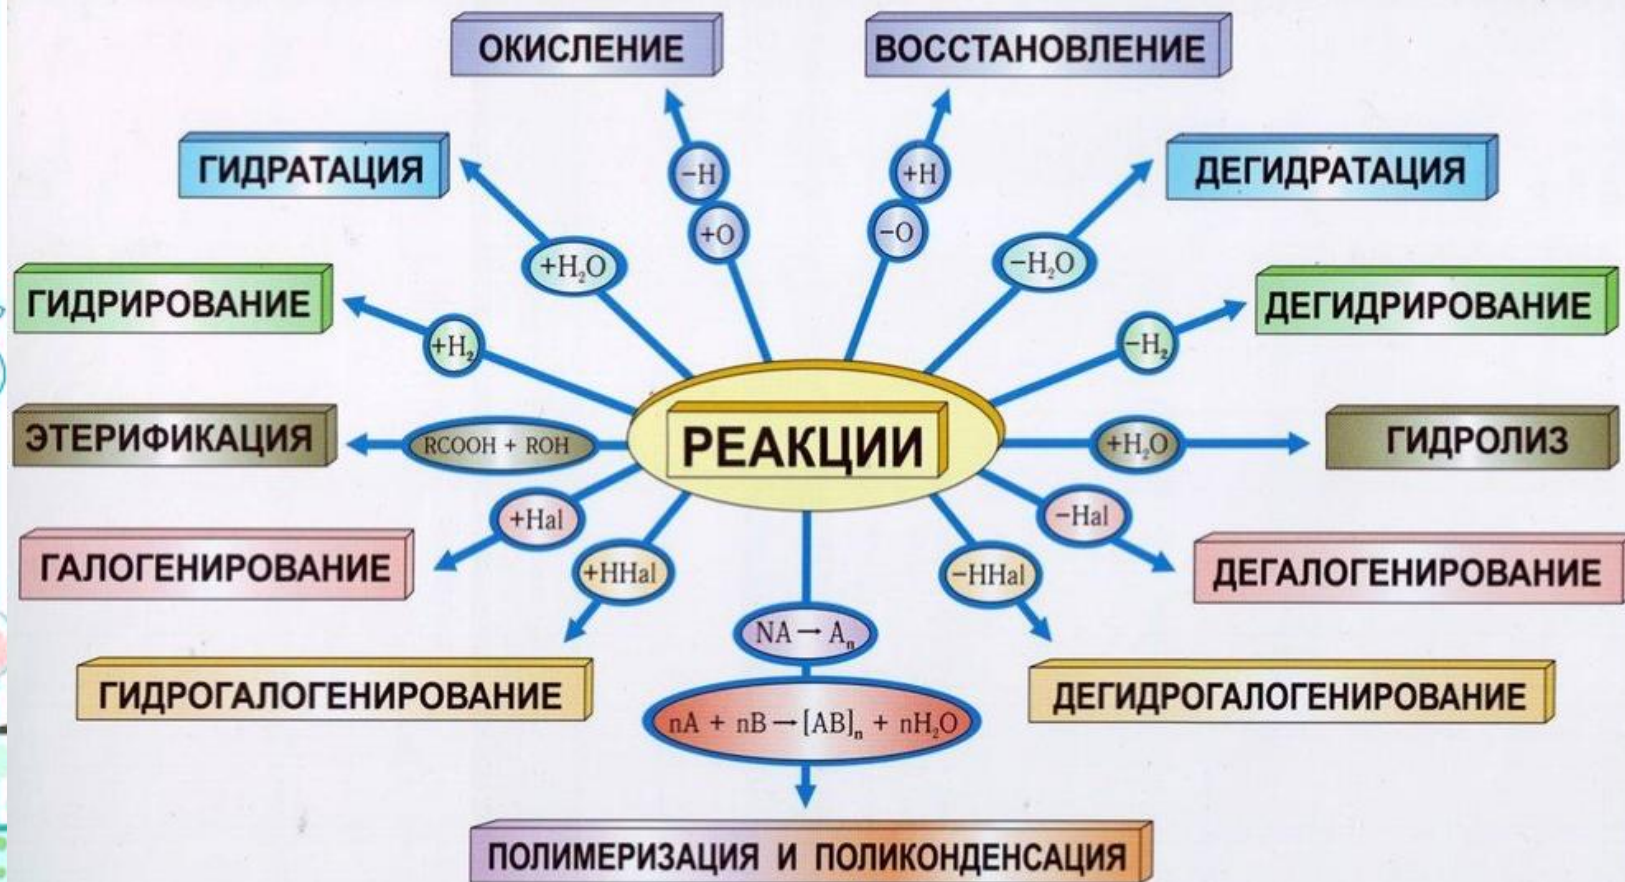 ОКИСЛЕНИЕ
ВОССТАНОВЛЕНИЕ
ГИДРАТАЦИЯ
–H
+H
ДЕГИДРАТАЦИЯ
+O
–O
+H₂O
–H₂O
ГИДРИРОВАНИЕ
ДЕГИДРИРОВАНИЕ
+H₂
–H₂
ЭТЕРИФИКАЦИЯ
RCOOH + ROH
РЕАКЦИИ
+H₂O
ГИДРОЛИЗ
+Hal
–Hal
ГАЛОГЕНИРОВАНИЕ
+HHal
–HHal
ДЕГАЛОГЕНИРОВАНИЕ
NA → Aₙ
ГИДРОГАЛОГЕНИРОВАНИЕ
ДЕГИДРОГАЛОГЕНИРОВАНИЕ
nA + nB → [AB]ₙ + nH₂O
ПОЛИМЕРИЗАЦИЯ И ПОЛИКОНДЕНСАЦИЯ